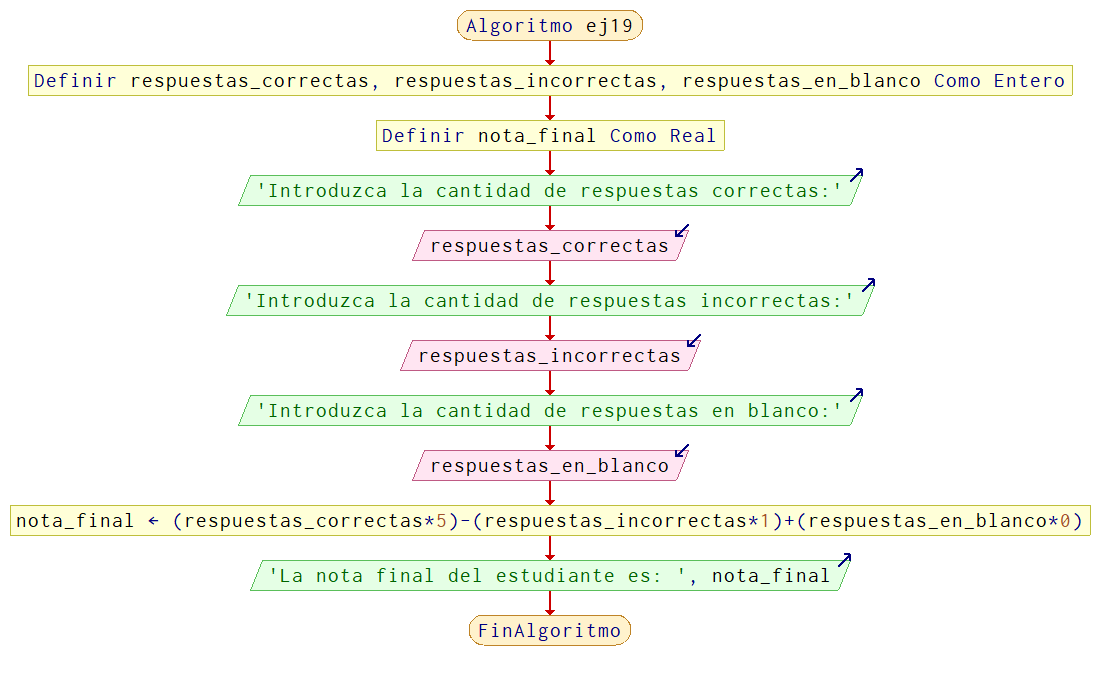 Algoritmo ej19
Definir respuestas_correctas, respuestas_incorrectas, respuestas_en_blanco Como Entero
Definir nota_final Como Real
'Introduzca la cantidad de respuestas correctas:'
respuestas_correctas
'Introduzca la cantidad de respuestas incorrectas:'
respuestas_incorrectas
'Introduzca la cantidad de respuestas en blanco:'
respuestas_en_blanco
nota_final ← (respuestas_correctas*5)-(respuestas_incorrectas*1)+(respuestas_en_blanco*0)
'La nota final del estudiante es: ', nota_final
FinAlgoritmo